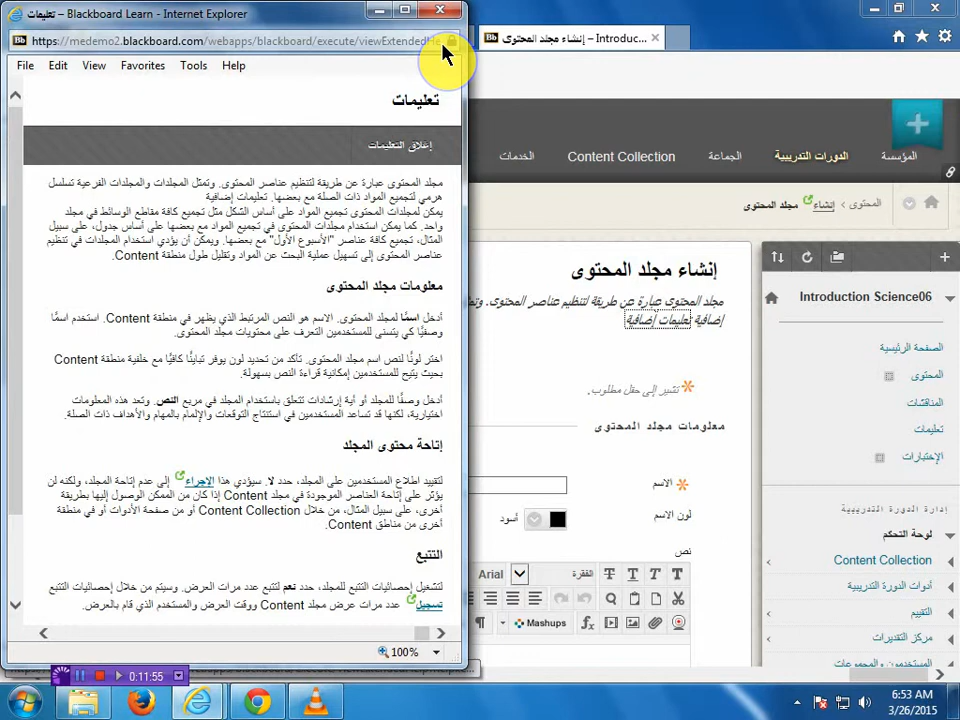 تعليمات – Blackboard Learn - Internet Explorer
https://medemo2.blackboard.com/webapps/blackboard/execute/viewExtendedHe
File Edit View Favorites Tools Help
تعليمات
إغلاق التعليمات
مجلد المحتوى عبارة عن طريقة لتنظيم عناصر المحتوى. وتمثل المجلدات والمجلدات الفرعية تسلسل
هرمي لتجميع المواد ذات الصلة مع بعضها. تعليمات إضافية
يمكن لمجلدات المحتوى تجميع المواد على أساس الشكل مثل تجميع كافة مقاطع الوسائط في مجلد
واحد. كما يمكن استخدام مجلدات المحتوى في تجميع المواد مع بعضها على أساس جدول، على سبيل
المثال، تجميع كافة عناصر "الأسبوع الأول" مع بعضها. ويمكن أن يؤدي استخدام المجلدات في تنظيم
عناصر المحتوى إلى تسهيل عملية البحث عن المواد وتقليل طول منطقة Content.
معلومات مجلد المحتوى
أدخل اسمًا لمجلد المحتوى. الاسم هو النص المرتبط الذي يظهر في منطقة Content. استخدم اسمًا
وصفيًا كي يتسنى للمستخدمين التعرف على محتويات مجلد المحتوى.
اختر لونًا لنص اسم مجلد المحتوى. تأكد من تحديد لون يوفر تباينًا كافيًا مع خلفية منطقة Content
بحيث يتيح للمستخدمين إمكانية قراءة النص بسهولة.
أدخل وصفًا للمجلد أو أية إرشادات تتعلق باستخدام المجلد في مربع النص. وتعد هذه المعلومات
اختيارية، لكنها قد تساعد المستخدمين في استنتاج التوقعات والإلمام بالمهام والأهداف ذات الصلة.
إتاحة محتوى المجلد
لتقييد اطلاع المستخدمين على المجلد، حدد لا. سيؤدي هذا الإجراء إلى عدم إتاحة المجلد، ولكنه لن
يؤثر على إتاحة العناصر الموجودة في مجلد Content إذا كان من الممكن الوصول إليها بطريقة
أخرى، على سبيل المثال، من خلال Content Collection أو من صفحة الأدوات أو في منطقة
أخرى من مناطق Content.
التتبع
لتشغيل إحصائيات التتبع للمجلد، حدد نعم لتتبع عدد مرات العرض. وسيتم من خلال إحصائيات التتبع
تسجيل عدد مرات عرض مجلد Content ووقت العرض والمستخدم الذي قام بالعرض.
100%
إنشاء مجلد المحتوى – Introduc...
المؤسسة
الدورات التدريبية
الجماعة
Content Collection
الخدمات
المحتوى › إنشاء مجلد المحتوى
إنشاء مجلد المحتوى
مجلد المحتوى عبارة عن طريقة لتنظيم عناصر المحتوى. وتم
إضافية تعليمات إضافية
تشير إلى حقل مطلوب.
معلومات مجلد المحتوى
الاسم
لون الاسم
أسود
نص
T T T T الفقرة Arial
Mashups
Introduction Science06
الصفحة الرئيسية
المحتوى
المناقشات
تعليمات
الإختبارات
إدارة الدورة التدريبية
لوحة التحكم
Content Collection
أدوات الدورة التدريبية
التقييم
مركز التقديرات
المستخدمون والمجموعات
0:11:55
6:53 AM
3/26/2015